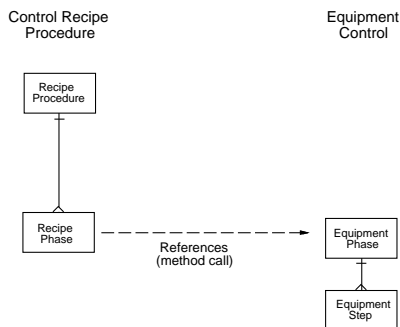 Control Recipe
Procedure
Equipment
Control
Recipe
Procedure
Recipe
Phase
References
(method call)
Equipment
Phase
Equipment
Step